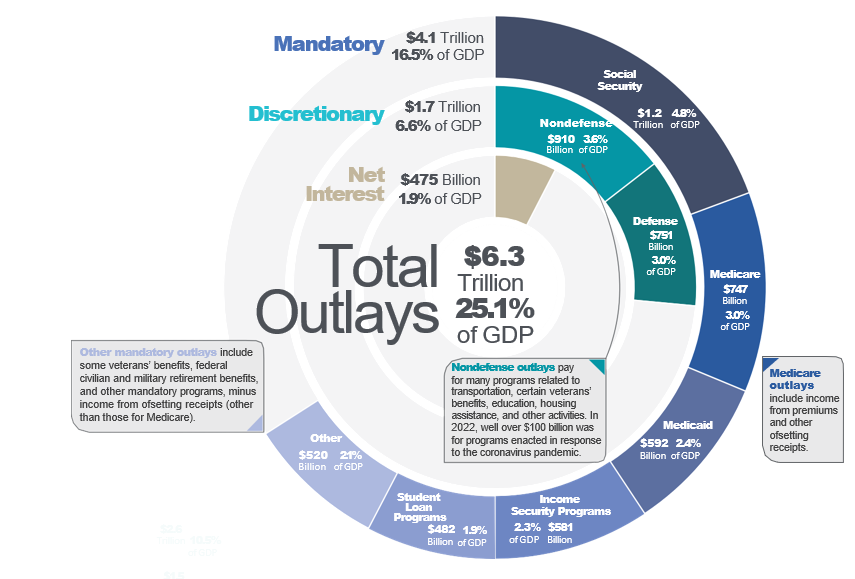 Mandatory
$4.1 Trillion
16.5% of GDP
Discretionary
$1.7 Trillion
6.6% of GDP
Net
Interest
$475 Billion
1.9% of GDP
Total
Outlays
$6.3
Trillion
25.1%
of GDP
Social
Security
$1.2 4.8%
Trillion of GDP
Nondefense
$910 3.6%
Billion of GDP
Defense
$751
Billion
3.0%
of GDP
Medicare
$747
Billion
3.0%
of GDP
Medicaid
$592 2.4%
Billion of GDP
Income
Security Programs
2.3% $581
of GDP Billion
Student
Loan
Programs
$482 1.9%
Billion of GDP
Other
$520 2.1%
Billion of GDP
Other mandatory outlays include
some veterans' benefits, federal
civilian and military retirement benefits,
and other mandatory programs, minus
income from ofsetting receipts (other
than those for Medicare).
Nondefense outlays pay
for many programs related to
transportation, certain veterans'
benefits, education, housing
assistance, and other activities. In
2022, well over $100 billion was
for programs enacted in response
to the coronavirus pandemic.
Medicare
outlays
include income
from premiums
and other
ofsetting
receipts.